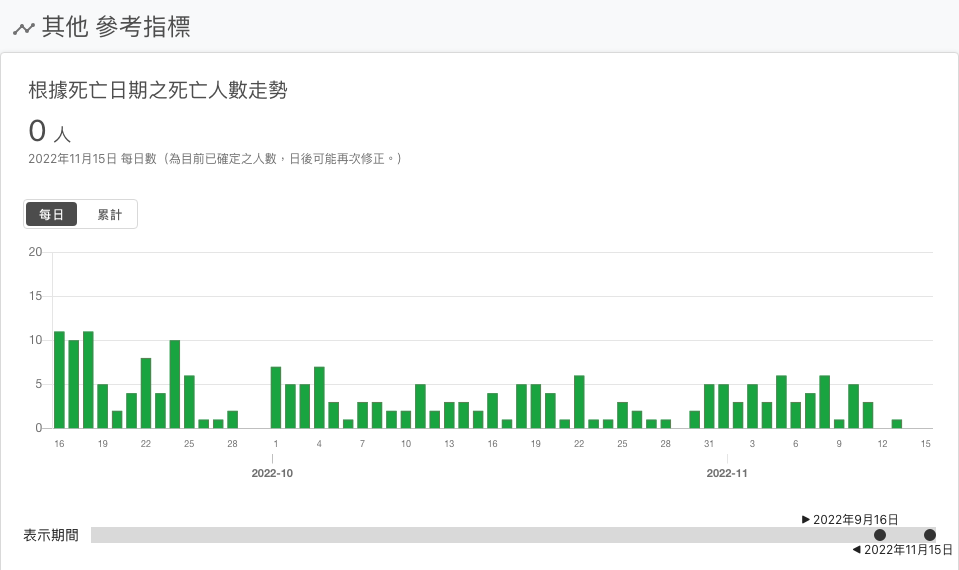 其他 參考指標
根據死亡日期之死亡人數走勢
0 人
2022年11月15日 每日數（為目前已確定之人數，日後可能再次修正。）
每日 累計
20
15
10
5
0
16 19 22 25 28 1 4 7 10 13 16 19 22 25 28 31 3 6 9 12 15
2022-10 2022-11
2022年9月16日
表示期間
2022年11月15日